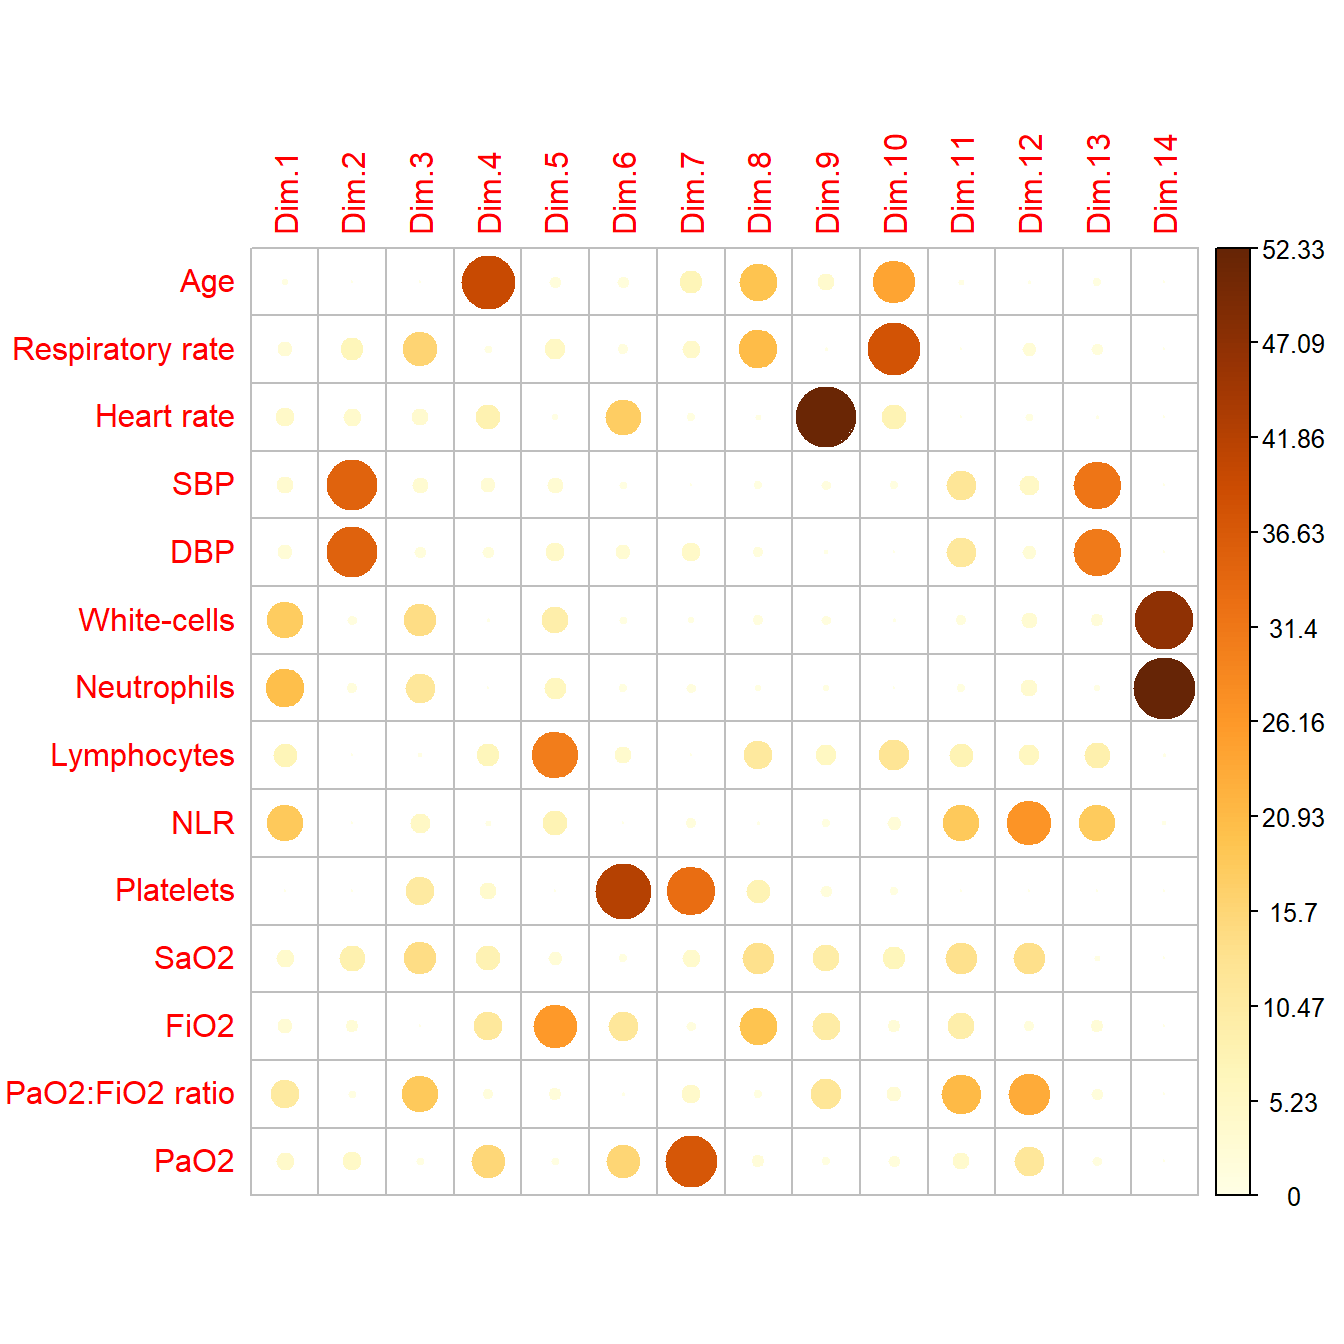 Dim.1
Dim.2
Dim.3
Dim.4
Dim.5
Dim.6
Dim.7
Dim.8
Dim.9
Dim.10
Dim.11
Dim.12
Dim.13
Dim.14
Age
Respiratory rate
Heart rate
SBP
DBP
White-cells
Neutrophils
Lymphocytes
NLR
Platelets
SaO2
FiO2
PaO2:FiO2 ratio
PaO2
52.33
47.09
41.86
36.63
31.4
26.16
20.93
15.7
10.47
5.23
0